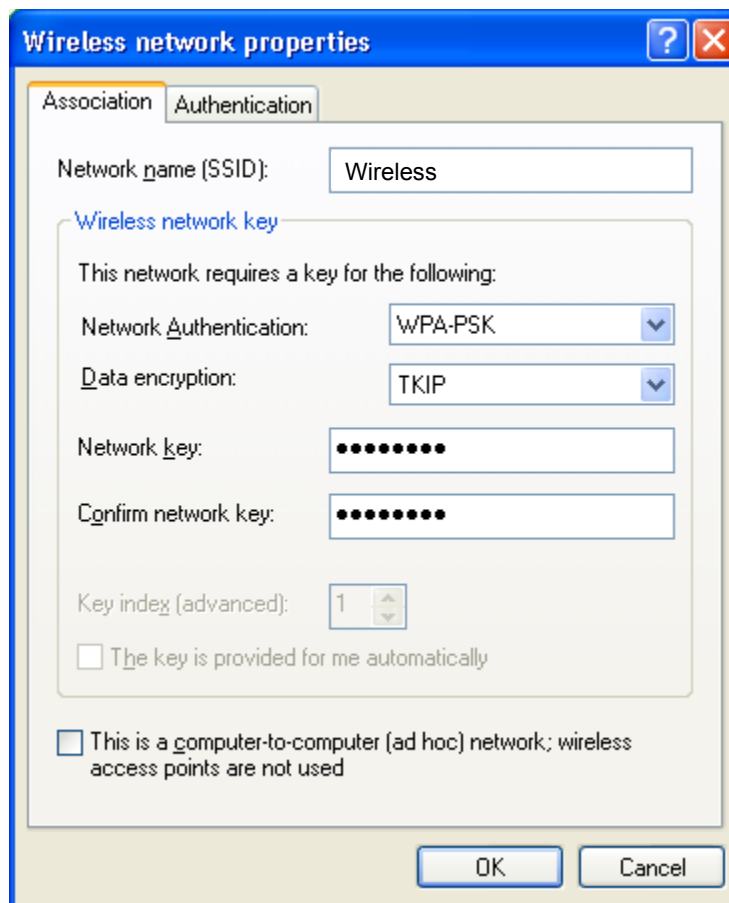 Wireless network properties
Association Authentication
Network name (SSID): Wireless
Wireless network key
This network requires a key for the following:
Network Authentication: WPA-PSK
Data encryption: TKIP
Network key: ••••••••
Confirm network key: ••••••••
Key index (advanced): 1
The key is provided for me automatically
This is a computer-to-computer (ad hoc) network; wireless
access points are not used
OK Cancel